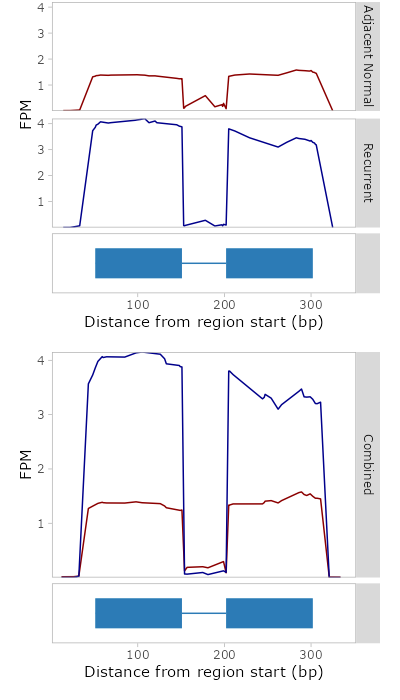 4
3
2
1
Adjacent Normal
FPM
4
3
2
1
Recurrent
100 200 300
Distance from region start (bp)
4
3
2
1
FPM
Combined
100 200 300
Distance from region start (bp)